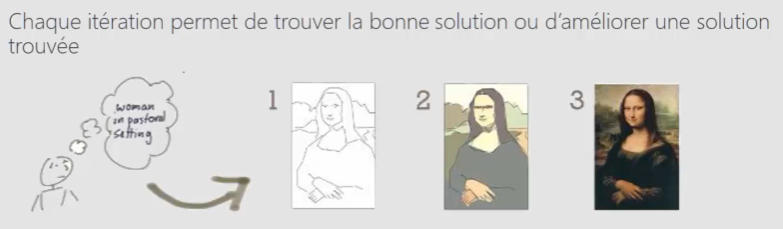 Chaque itération permet de trouver la bonne solution ou d’améliorer une solution
trouvée
woman
in pastoral
setting
1
2
3